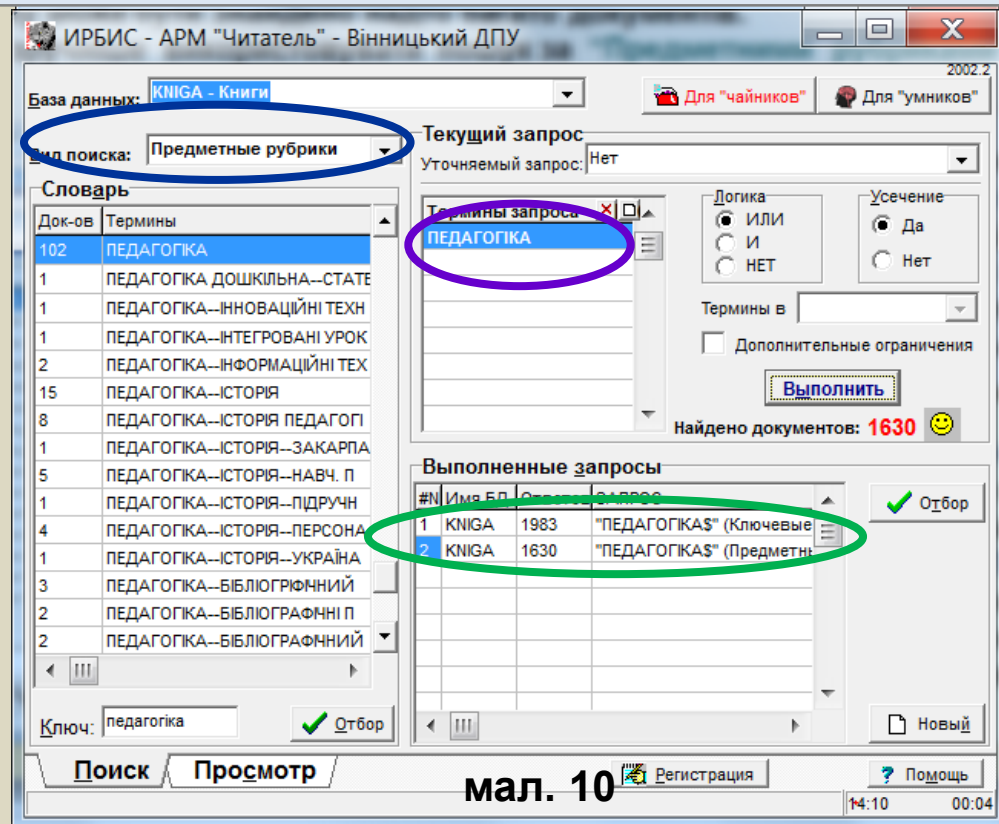 ИРБИС - АРМ "Читатель" - Вінницький ДПУ
2002.2
База данных: KNIGA - Книги
Для "чайников"
Для "умников"
Вид поиска: Предметные рубрики
Текущий запрос
Уточняемый запрос: Нет
Словарь
Док-ов Термины
102 ПЕДАГОГІКА
1 ПЕДАГОГІКА ДОШКІЛЬНА--СТАТЕ
1 ПЕДАГОГІКА--ІННОВАЦІЙНІ ТЕХН
1 ПЕДАГОГІКА--ІНТЕГРОВАНІ УРОК
2 ПЕДАГОГІКА--ІНФОРМАЦІЙНІ ТЕХ
15 ПЕДАГОГІКА--ІСТОРІЯ
8 ПЕДАГОГІКА--ІСТОРІЯ ПЕДАГОГІ
1 ПЕДАГОГІКА--ІСТОРІЯ--ЗАКАРПА
5 ПЕДАГОГІКА--ІСТОРІЯ--НАВЧ. П
1 ПЕДАГОГІКА--ІСТОРІЯ--ПІДРУЧН
4 ПЕДАГОГІКА--ІСТОРІЯ--ПЕРСОНА
1 ПЕДАГОГІКА--ІСТОРІЯ--УКРАЇНА
3 ПЕДАГОГІКА--БІБЛІОГРІФІЧНИЙ
2 ПЕДАГОГІКА--БІБЛІОГРАФІЧНІ П
2 ПЕДАГОГІКА--БІБЛІОГРАФІЧНИЙ
Ключ: педагогіка
Отбор
Термины запроса
ПЕДАГОГІКА
Логика
ИЛИ
И
НЕТ
Усечение
Да
Нет
Термины в
Дополнительные ограничения
Выполнить
Найдено документов: 1630
Выполненные запросы
#N Имя БД Ответов ЗАПРОС
1 KNIGA 1983 "ПЕДАГОГІКА$" (Ключевые
2 KNIGA 1630 "ПЕДАГОГІКА$" (Предметн
Отбор
Новый
Поиск
Просмотр
мал. 10
Регистрация
Помощь
14:10 00:04